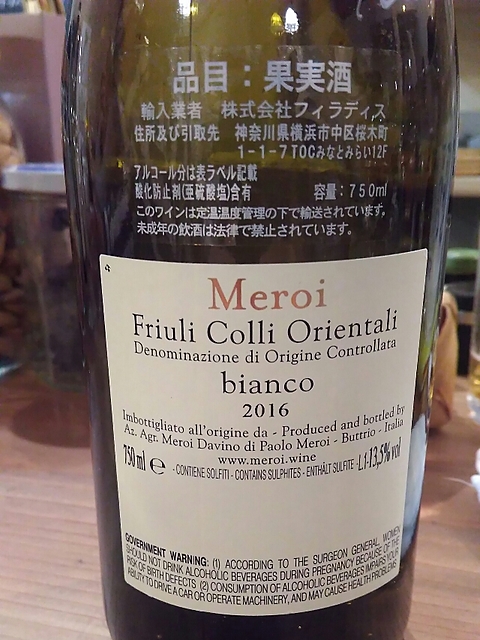 品目：果実酒
輸入業者 株式会社フィラディス
住所及び引取先 神奈川県横浜市中区桜木町
1-1-7TOCみなとみらい12F
アルコール分は表ラベル記載
酸化防止剤(亜硫酸塩)含有 容量：750ml
このワインは定温温度管理の下で輸送されています。
未成年の飲酒は法律で禁止されています。
Meroi
Friuli Colli Orientali
Denominazione di Origine Controllata
bianco
2016
Imbottigliato all'origine da - Produced and bottled by
Az. Agr. Meroi Davino di Paolo Meroi - Buttrio - Italia
www.meroi.wine
750 ml e - CONTIENE SOLFITI - CONTAINS SULPHITES - ENTHÄLT SULFITE - L1-13,5% vol
GOVERNMENT WARNING: (1) ACCORDING TO THE SURGEON GENERAL, WOMEN
SHOULD NOT DRINK ALCOHOLIC BEVERAGES DURING PREGNANCY BECAUSE OF THE
RISK OF BIRTH DEFECTS (2) CONSUMPTION OF ALCOHOLIC BEVERAGES IMPAIRS YOUR
ABILITY TO DRIVE A CAR OR OPERATE MACHINERY, AND MAY CAUSE HEALTH PROBLEMS